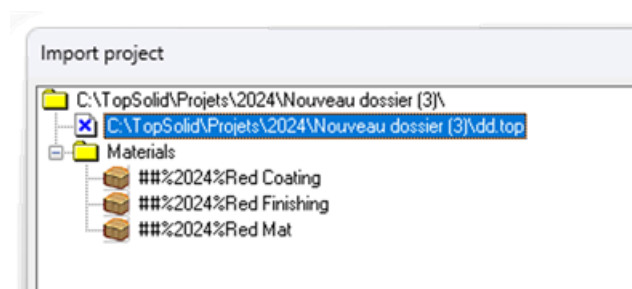 Import project
C:\TopSolid\Projets\2024\Nouveau dossier (3)\
C:\TopSolid\Projets\2024\Nouveau dossier (3)\dd.top
Materials
##%2024%Red Coating
##%2024%Red Finishing
##%2024%Red Mat